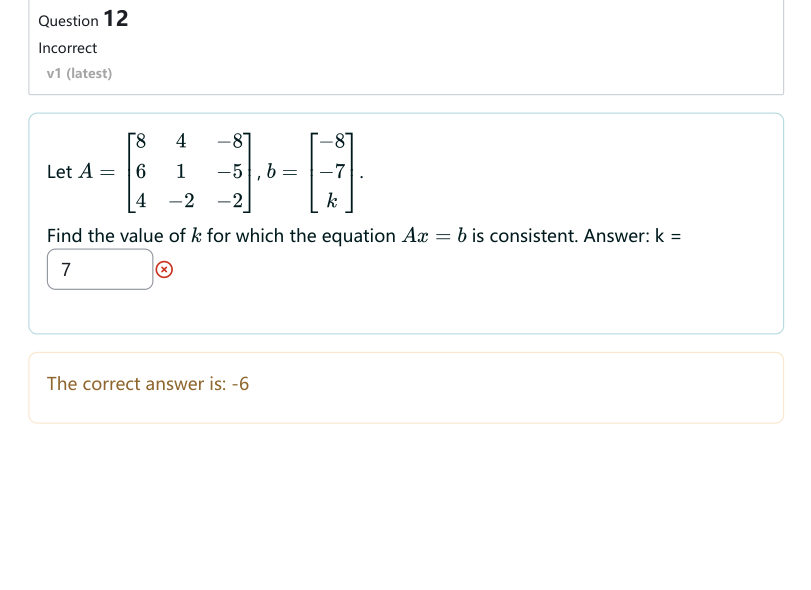 Question 12
Incorrect
v1 (latest)
Let A = [8 4 −8; 6 1 −5; 4 −2 −2], b = [−8; −7; k].
Find the value of k for which the equation Ax = b is consistent. Answer: k =
7
The correct answer is: -6